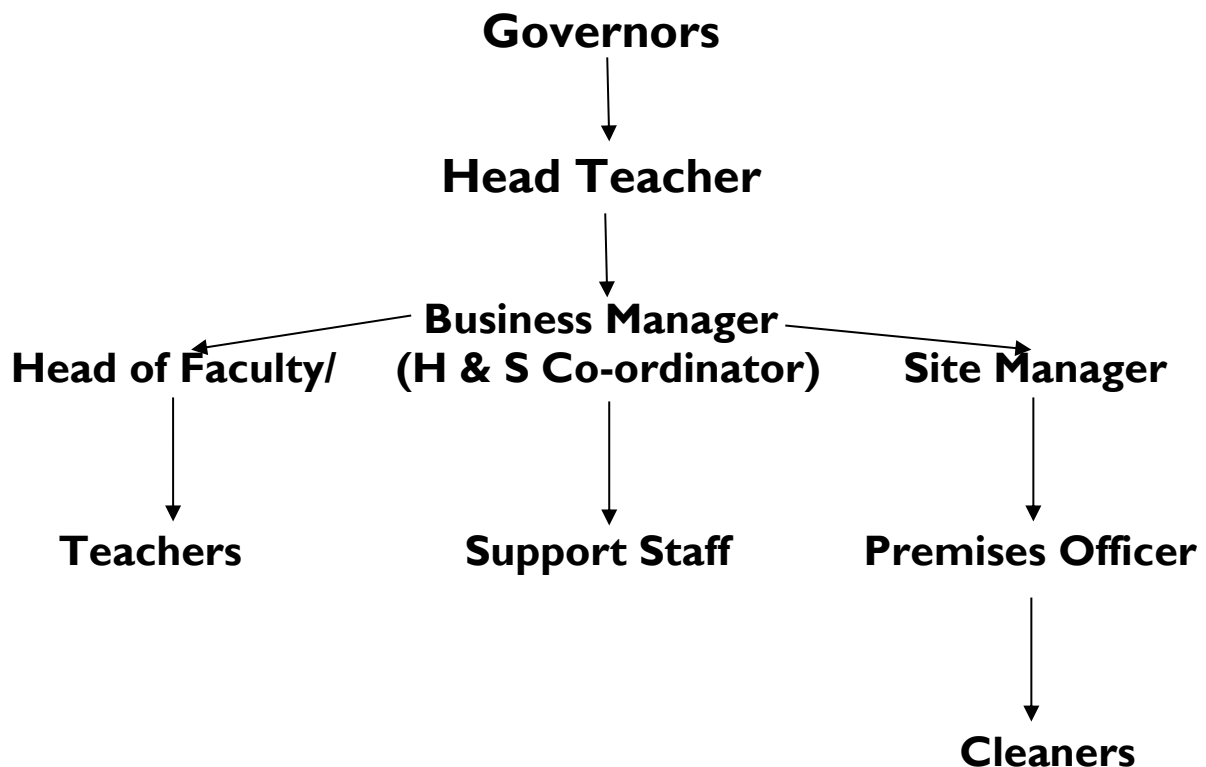 Governors
Head Teacher
Business Manager
Head of Faculty/ (H & S Co-ordinator) Site Manager
Teachers Support Staff Premises Officer
Cleaners